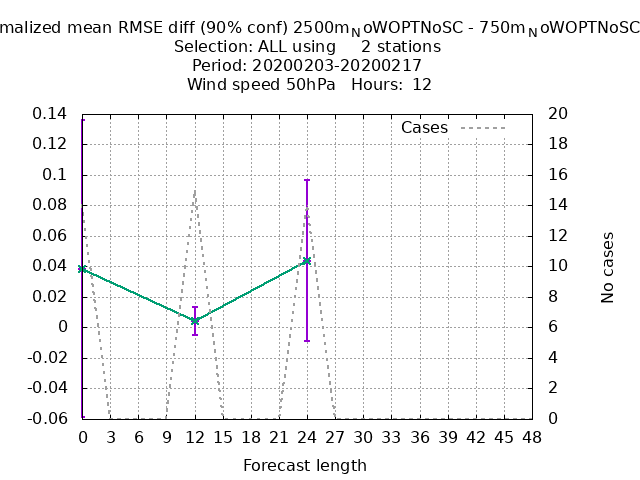 malized mean RMSE diff (90% conf) 2500mNoWOPTNoSC - 750mNoWOPTNoSC
Selection: ALL using 2 stations
Period: 20200203-20200217
Wind speed 50hPa Hours: 12
Cases
0.14
0.12
0.1
0.08
0.06
0.04
0.02
0
-0.02
-0.04
-0.06
20
18
16
14
12
10
8
6
4
2
0
No cases
0 3 6 9 12 15 18 21 24 27 30 33 36 39 42 45 48
Forecast length